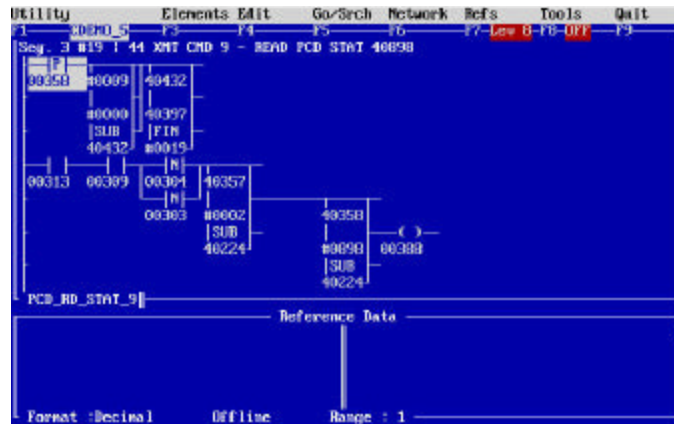 Utility Elements Edit Go/Srch Network Refs Tools Quit
F1 CDEMO_5 F3 F4 F5 F6 F7-Lev 8-F8-OFF F9
Seg. 3 #19 | 44 XMT CMD 9 - READ PCD STAT 40898
P
00358 #0009 40432
#0000 40397
SUB FIN
40432 #0019
N
00313 00309 00304 40357
N
00303 #0002 40358
SUB ( )
40224 #0898 00388
SUB
40224
PCD_RD_STAT_9
Reference Data
Format :Decimal Offline Range : 1